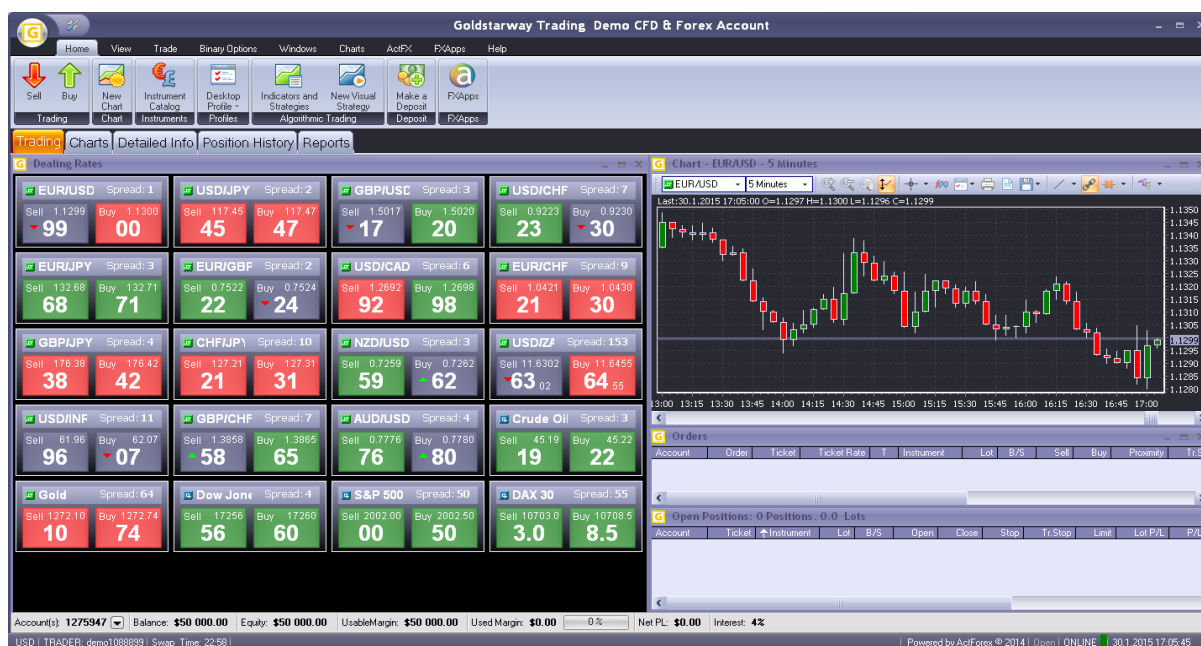 Goldstarway Trading Demo CFD & Forex Account
Home View Trade Binary Options Windows Charts ActFX FXApps Help
Sell Buy New Chart Instrument Catalog Desktop Profile Indicators and Strategies New Visual Strategy Make a Deposit FXApps
Trading Chart Instruments Profiles Algorithmic Trading Deposit FXApps
Trading Charts Detailed Info Position History Reports
G Dealing Rates
EUR/USD Spread: 1 USD/JPY Spread: 2 GBP/USC Spread: 3 USD/CHF Spread: 7
Sell 1.1299 Buy 1.1300 Sell 117.45 Buy 117.47 Sell 1.5017 Buy 1.5020 Sell 0.9223 Buy 0.9230
99 00 45 47 17 20 23 30
EUR/JPY Spread: 3 EUR/GBF Spread: 2 USD/CAD Spread: 6 EUR/CHF Spread: 9
Sell 132.68 Buy 132.71 Sell 0.7522 Buy 0.7524 Sell 1.2692 Buy 1.2698 Sell 1.0421 Buy 1.0430
68 71 22 24 92 98 21 30
GBP/JPY Spread: 4 CHF/JP\ Spread: 10 NZD/USD Spread: 3 USD/ZA Spread: 153
Sell 176.38 Buy 176.42 Sell 127.21 Buy 127.31 Sell 0.7259 Buy 0.7262 Sell 11.6302 Buy 11.6455
38 42 21 31 59 62 63 02 64 55
USD/INF Spread: 11 GBP/CHF Spread: 7 AUD/USD Spread: 4 Crude Oil Spread: 3
Sell 61.96 Buy 62.07 Sell 1.3858 Buy 1.3865 Sell 0.7776 Buy 0.7780 Sell 45.19 Buy 45.22
96 07 58 65 76 80 19 22
Gold Spread: 64 Dow Jone Spread: 4 S&P 500 Spread: 50 DAX 30 Spread: 55
Sell 1272.10 Buy 1272.74 Sell 17256 Buy 17260 Sell 2002.00 Buy 2002.50 Sell 10703.0 Buy 10708.5
10 74 56 60 00 50 3.0 8.5
G Chart - EUR/USD - 5 Minutes
EUR/USD 5 Minutes
Last:30.1.2015 17:05:00 O=1.1297 H=1.1300 L=1.1296 C=1.1299
1.1350
1.1345
1.1340
1.1335
1.1330
1.1325
1.1320
1.1315
1.1310
1.1305
1.1299
1.1295
1.1290
1.1285
1.1280
13:00 13:15 13:30 13:45 14:00 14:15 14:30 14:45 15:00 15:15 15:30 15:45 16:00 16:15 16:30 16:45 17:00
G Orders
Account Order Ticket Ticket Rate T Instrument Lot B/S Sell Buy Proximity Tr.S
G Open Positions: 0 Positions, 0.0 Lots
Account Ticket Instrument Lot B/S Open Close Stop Tr.Stop Limit Lot P/L P/L
Account(s): 1275947 Balance: $50 000.00 Equity: $50 000.00 UsableMargin: $50 000.00 Used Margin: $0.00 0 % Net PL: $0.00 Interest: 4%
USD | TRADER: demo1088899 | Swap Time: 22:58 | | Powered by ActForex © 2014 | Open | ONLINE 30.1.2015 17:05:45